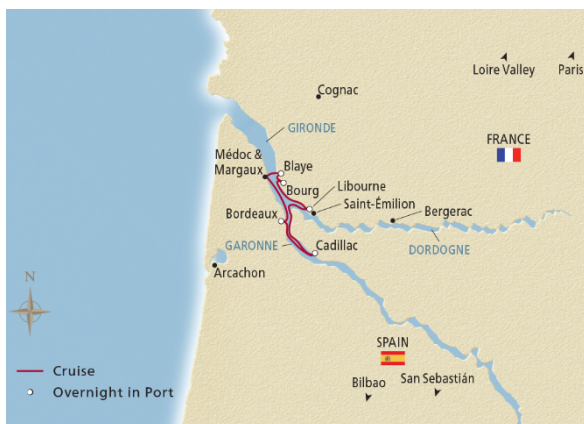 Loire Valley
Paris
Cognac
GIRONDE
FRANCE
Médoc &
Margaux
Blaye
Bourg
Libourne
Saint-Émilion
Bordeaux
Bergerac
GARONNE
Cadillac
DORDOGNE
Arcachon
N
SPAIN
Cruise
Overnight in Port
Bilbao
San Sebastián